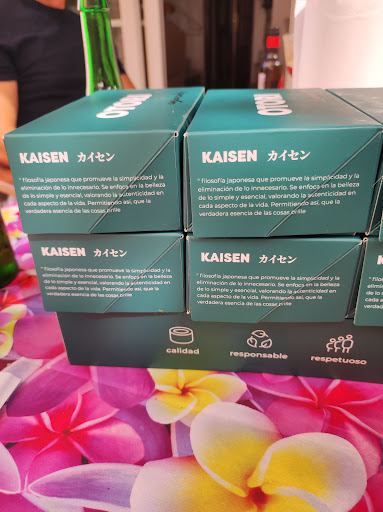 KAISEN カイセン
" filosofía japonesa que promueve la simplicidad y la
eliminación de lo innecesario. Se enfoca en la belleza
de lo simple y esencial, valorando la autenticidad en
cada aspecto de la vida. Permitiendo así, que la
verdadera esencia de las cosas brille
KAISEN カイセン
" filosofía japonesa que promueve la simplicidad y la
eliminación de lo innecesario. Se enfoca en la belleza
de lo simple y esencial, valorando la autenticidad en
cada aspecto de la vida. Permitiendo así, que la
verdadera esencia de las cosas brille
KAISEN カイセン
" filosofía japonesa que promueve la simplicidad y la
eliminación de lo innecesario. Se enfoca en la belleza
de lo simple y esencial, valorando la autenticidad en
cada aspecto de la vida. Permitiendo así, que la
verdadera esencia de las cosas brille
KAISEN カイセン
" filosofía japonesa que promueve la simplicidad y la
eliminación de lo innecesario. Se enfoca en la belleza
de lo simple y esencial, valorando la autenticidad en
cada aspecto de la vida. Permitiendo así, que la
verdadera esencia de las cosas brille
calidad
responsable
respetuoso